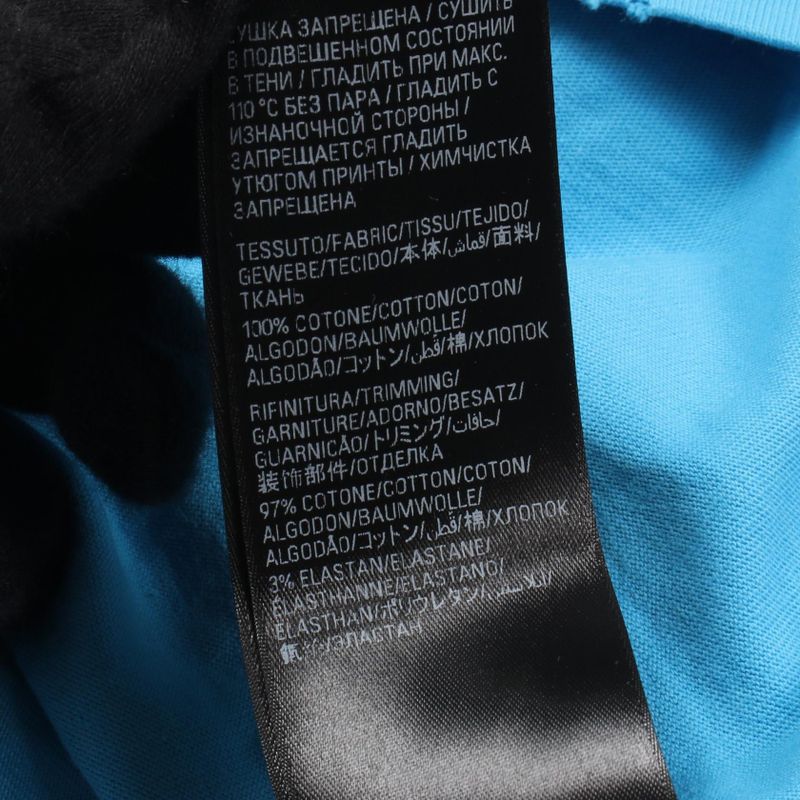 СУШКА ЗАПРЕЩЕНА / СУШИТЬ
В ПОДВЕШЕННОМ СОСТОЯНИИ
В ТЕНИ / ГЛАДИТЬ ПРИ МАКС.
110 °C БЕЗ ПАРА / ГЛАДИТЬ С
ИЗНАНОЧНОЙ СТОРОНЫ /
ЗАПРЕЩАЕТСЯ ГЛАДИТЬ
УТЮГОМ ПРИНТЫ / ХИМЧИСТКА
ЗАПРЕЩЕНА
TESSUTO/FABRIC/TISSU/TEJIDO/
GEWEBE/TECIDO/本体/قماش/面料/
ТКАНЬ
100% COTONE/COTTON/COTON/
ALGODON/BAUMWOLLE/
ALGODÃO/コットン/قطن/棉/ХЛОПОК
RIFINITURA/TRIMMING/
GARNITURE/ADORNO/BESATZ/
GUARNICÃO/トリミング/حافات/
装饰部件/ОТДЕЛКА
97% COTONE/COTTON/COTON/
ALGODON/BAUMWOLLE/
ALGODÃO/コットン/قطن/棉/ХЛОПОК
3% ELASTAN/ELASTANE/
ELASTHANNE/ELASTANO/
ELASTHAN/ポリウレタン/
/ЭЛАСТАН